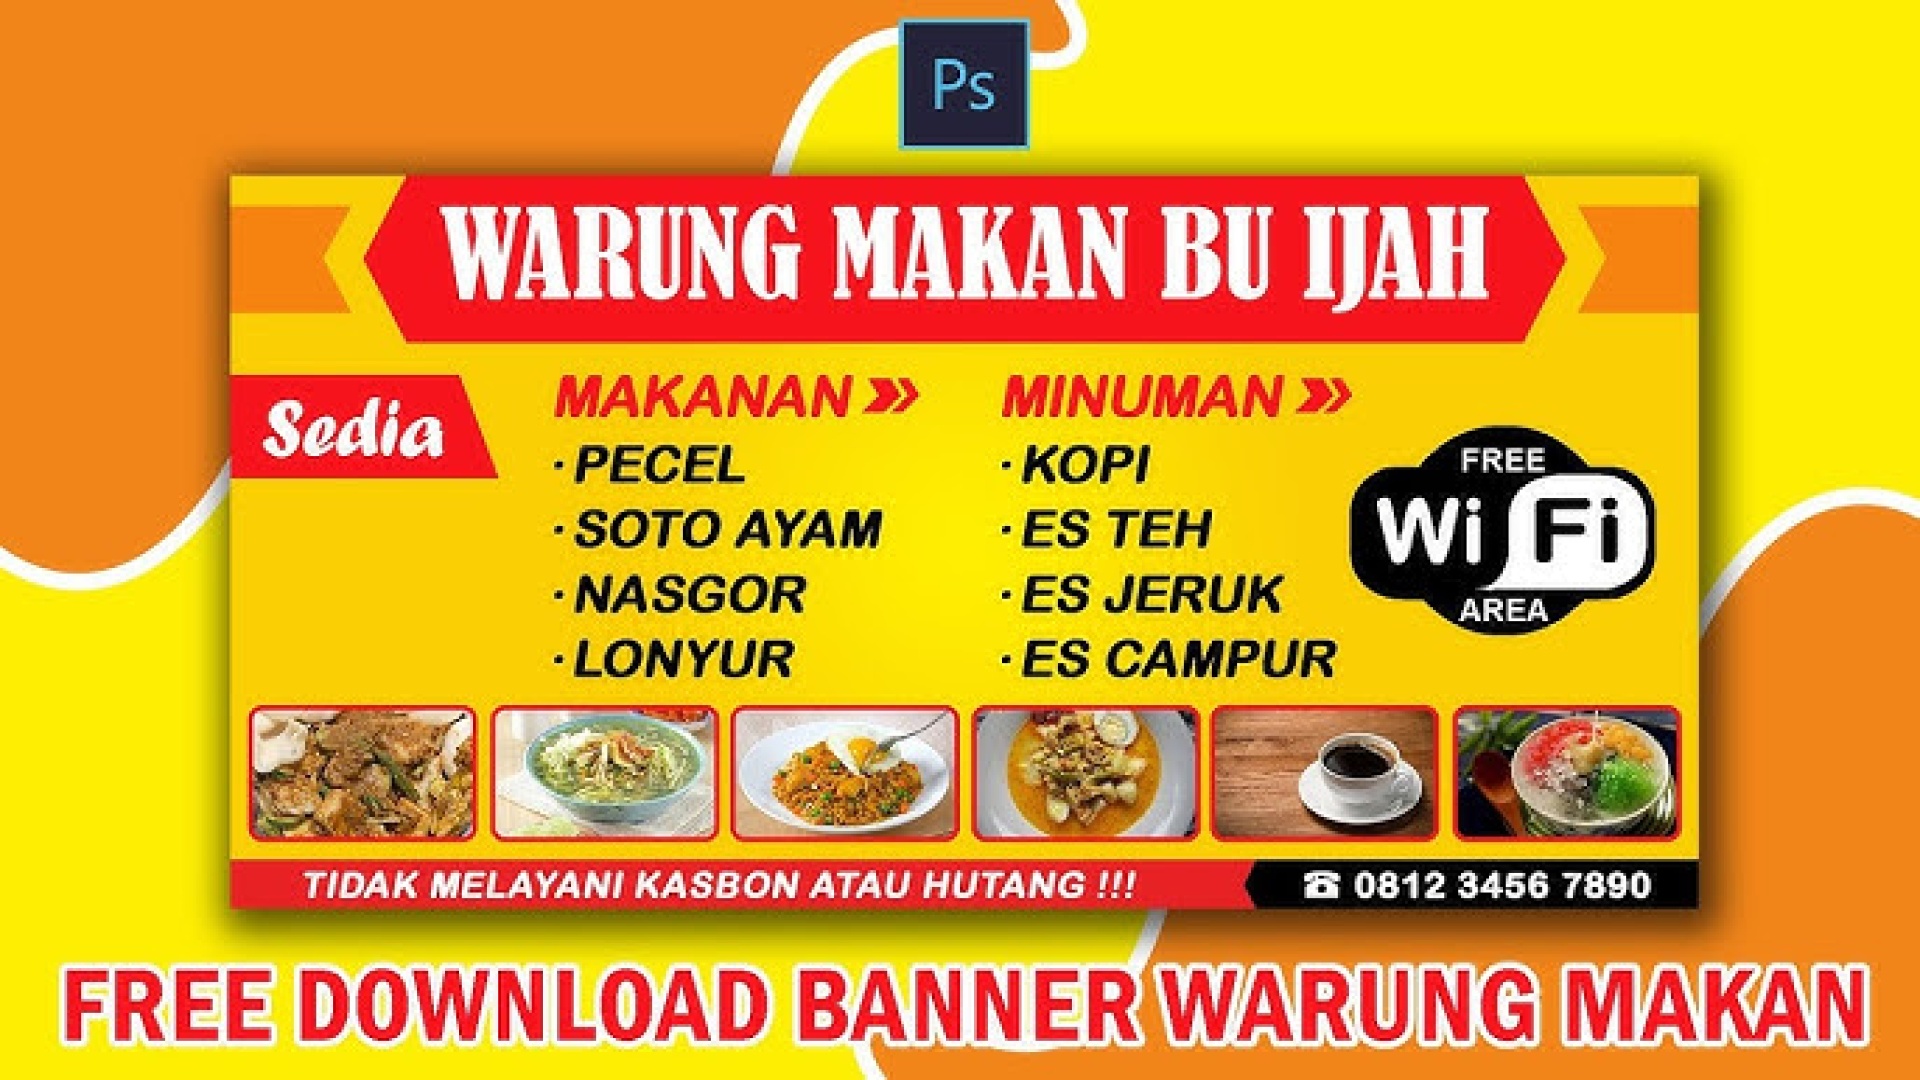 Ps
WARUNG MAKAN BU IJAH
Sedia
MAKANAN
· PECEL
· SOTO AYAM
· NASGOR
· LONYUR
MINUMAN
· KOPI
· ES TEH
· ES JERUK
· ES CAMPUR
FREE
Wi Fi
AREA
TIDAK MELAYANI KASBON ATAU HUTANG !!!
☎ 0812 3456 7890
FREE DOWNLOAD BANNER WARUNG MAKAN